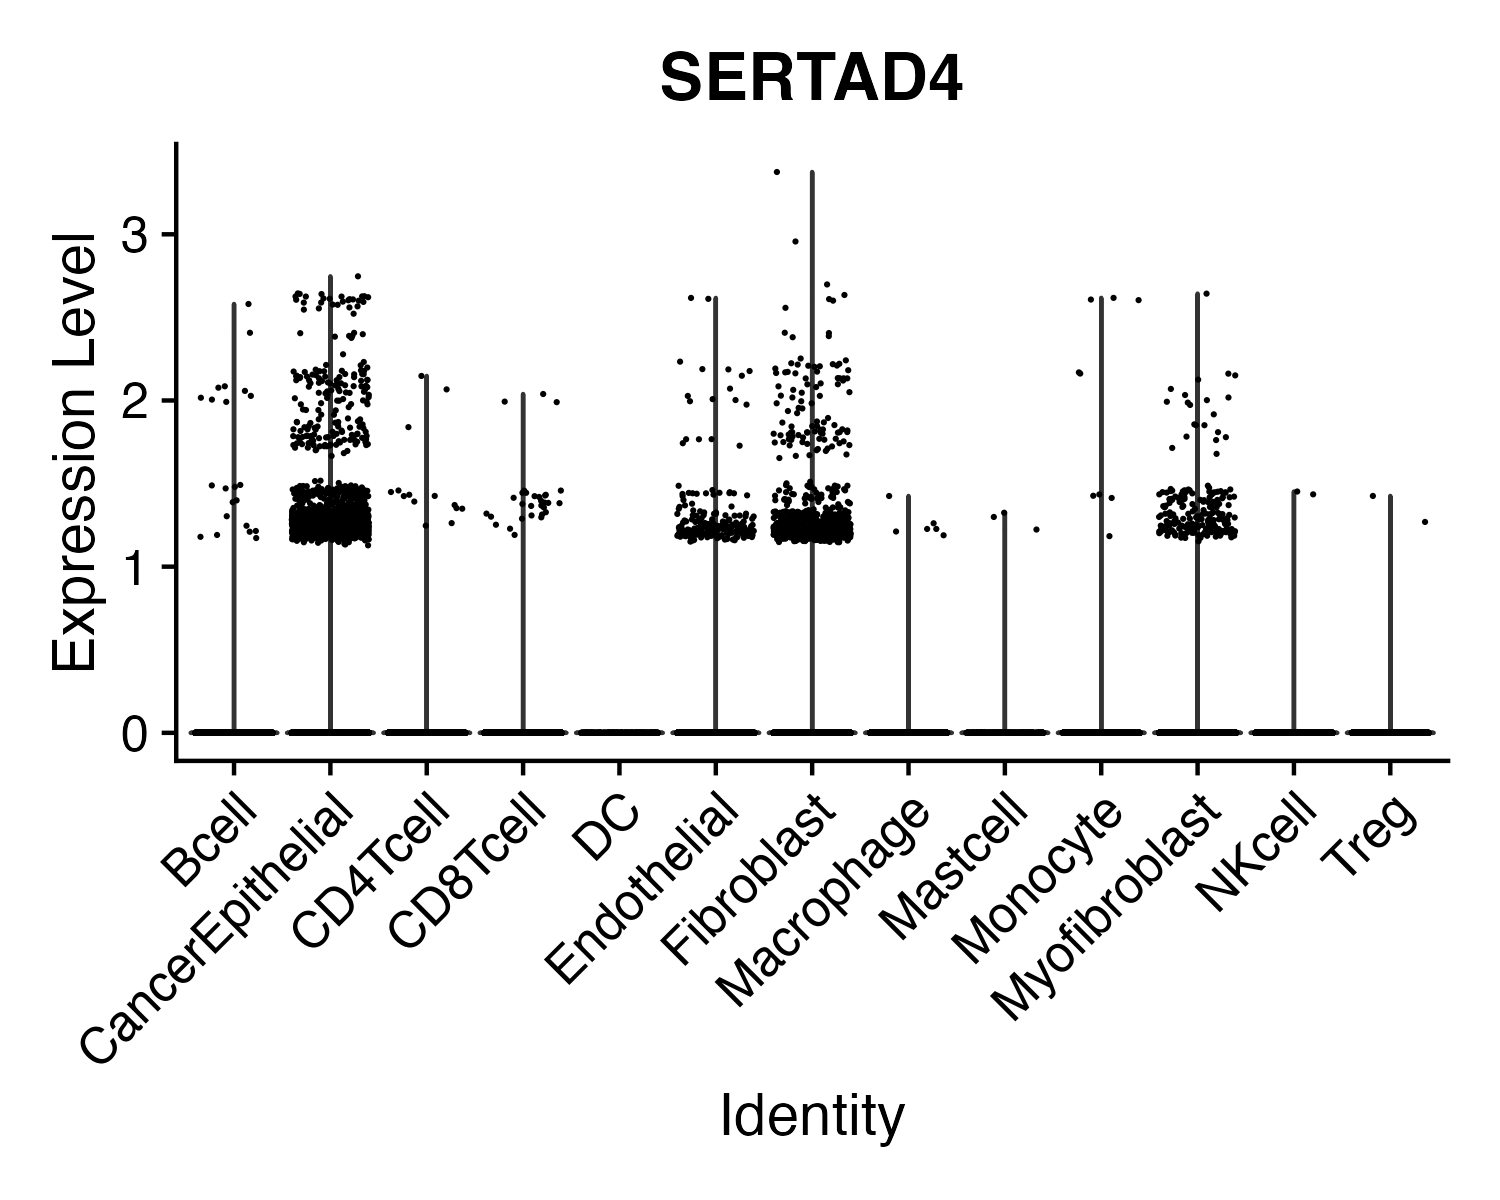 SERTAD4
Expression Level
3
2
1
0
Bcell
CancerEpithelial
CD4Tcell
CD8Tcell
DC
Endothelial
Fibroblast
Macrophage
Mastcell
Monocyte
Myofibroblast
NKcell
Treg
Identity